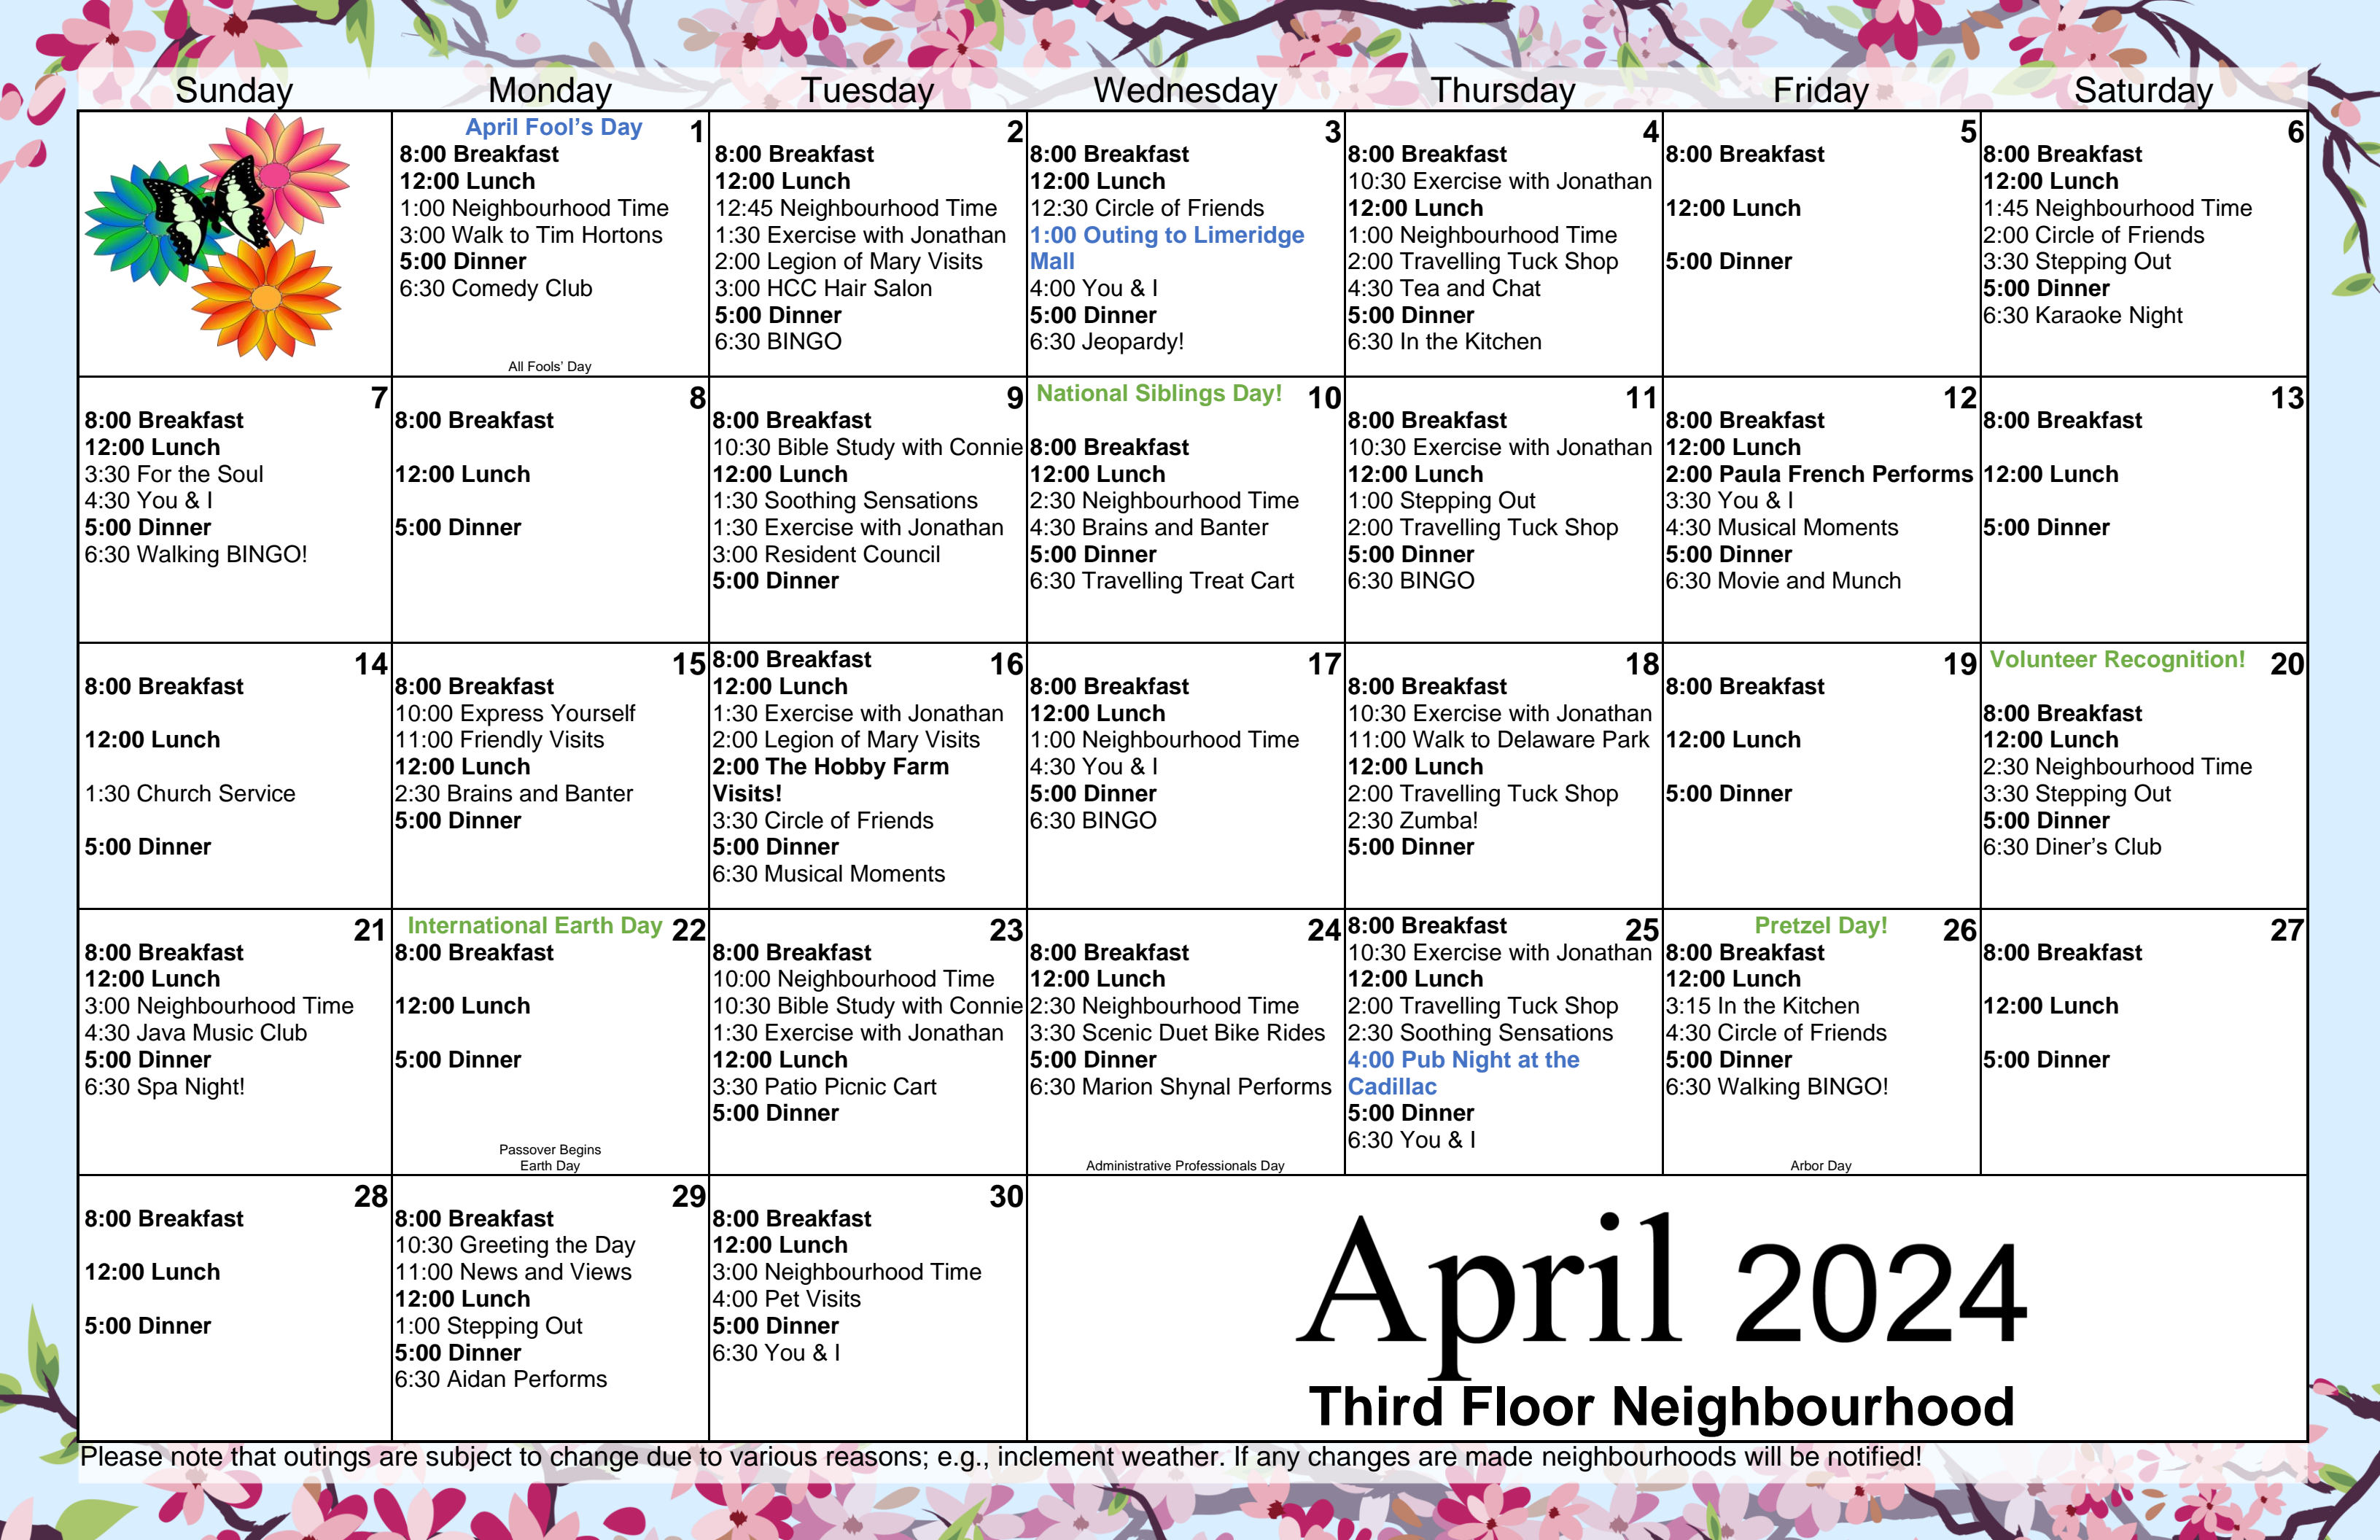 Sunday Monday Tuesday Wednesday Thursday Friday Saturday
April Fool's Day 1
8:00 Breakfast
12:00 Lunch
1:00 Neighbourhood Time
3:00 Walk to Tim Hortons
5:00 Dinner
6:30 Comedy Club
All Fools' Day
2
8:00 Breakfast
12:00 Lunch
12:45 Neighbourhood Time
1:30 Exercise with Jonathan
2:00 Legion of Mary Visits
3:00 HCC Hair Salon
5:00 Dinner
6:30 BINGO
3
8:00 Breakfast
12:00 Lunch
12:30 Circle of Friends
1:00 Outing to Limeridge
Mall
4:00 You & I
5:00 Dinner
6:30 Jeopardy!
4
8:00 Breakfast
10:30 Exercise with Jonathan
12:00 Lunch
1:00 Neighbourhood Time
2:00 Travelling Tuck Shop
4:30 Tea and Chat
5:00 Dinner
6:30 In the Kitchen
5
8:00 Breakfast
12:00 Lunch
5:00 Dinner
6
8:00 Breakfast
12:00 Lunch
1:45 Neighbourhood Time
2:00 Circle of Friends
3:30 Stepping Out
5:00 Dinner
6:30 Karaoke Night
7
8:00 Breakfast
12:00 Lunch
3:30 For the Soul
4:30 You & I
5:00 Dinner
6:30 Walking BINGO!
8
8:00 Breakfast
12:00 Lunch
5:00 Dinner
9
8:00 Breakfast
10:30 Bible Study with Connie
12:00 Lunch
1:30 Soothing Sensations
1:30 Exercise with Jonathan
3:00 Resident Council
5:00 Dinner
National Siblings Day! 10
8:00 Breakfast
12:00 Lunch
2:30 Neighbourhood Time
4:30 Brains and Banter
5:00 Dinner
6:30 Travelling Treat Cart
11
8:00 Breakfast
10:30 Exercise with Jonathan
12:00 Lunch
1:00 Stepping Out
2:00 Travelling Tuck Shop
5:00 Dinner
6:30 BINGO
12
8:00 Breakfast
12:00 Lunch
2:00 Paula French Performs
3:30 You & I
4:30 Musical Moments
5:00 Dinner
6:30 Movie and Munch
13
8:00 Breakfast
12:00 Lunch
5:00 Dinner
14
8:00 Breakfast
12:00 Lunch
1:30 Church Service
5:00 Dinner
15
8:00 Breakfast
10:00 Express Yourself
11:00 Friendly Visits
12:00 Lunch
2:30 Brains and Banter
5:00 Dinner
8:00 Breakfast 16
12:00 Lunch
1:30 Exercise with Jonathan
2:00 Legion of Mary Visits
2:00 The Hobby Farm
Visits!
3:30 Circle of Friends
5:00 Dinner
6:30 Musical Moments
17
8:00 Breakfast
12:00 Lunch
1:00 Neighbourhood Time
4:30 You & I
5:00 Dinner
6:30 BINGO
18
8:00 Breakfast
10:30 Exercise with Jonathan
11:00 Walk to Delaware Park
12:00 Lunch
2:00 Travelling Tuck Shop
2:30 Zumba!
5:00 Dinner
19
8:00 Breakfast
12:00 Lunch
5:00 Dinner
Volunteer Recognition! 20
8:00 Breakfast
12:00 Lunch
2:30 Neighbourhood Time
3:30 Stepping Out
5:00 Dinner
6:30 Diner's Club
21
8:00 Breakfast
12:00 Lunch
3:00 Neighbourhood Time
4:30 Java Music Club
5:00 Dinner
6:30 Spa Night!
International Earth Day 22
8:00 Breakfast
12:00 Lunch
5:00 Dinner
Passover Begins
Earth Day
23
8:00 Breakfast
10:00 Neighbourhood Time
10:30 Bible Study with Connie
1:30 Exercise with Jonathan
12:00 Lunch
3:30 Patio Picnic Cart
5:00 Dinner
24
8:00 Breakfast
12:00 Lunch
2:30 Neighbourhood Time
3:30 Scenic Duet Bike Rides
5:00 Dinner
6:30 Marion Shynal Performs
Administrative Professionals Day
8:00 Breakfast 25
10:30 Exercise with Jonathan
12:00 Lunch
2:00 Travelling Tuck Shop
2:30 Soothing Sensations
4:00 Pub Night at the
Cadillac
5:00 Dinner
6:30 You & I
Pretzel Day! 26
8:00 Breakfast
12:00 Lunch
3:15 In the Kitchen
4:30 Circle of Friends
5:00 Dinner
6:30 Walking BINGO!
Arbor Day
27
8:00 Breakfast
12:00 Lunch
5:00 Dinner
28
8:00 Breakfast
12:00 Lunch
5:00 Dinner
29
8:00 Breakfast
10:30 Greeting the Day
11:00 News and Views
12:00 Lunch
1:00 Stepping Out
5:00 Dinner
6:30 Aidan Performs
30
8:00 Breakfast
12:00 Lunch
3:00 Neighbourhood Time
4:00 Pet Visits
5:00 Dinner
6:30 You & I
April 2024
Third Floor Neighbourhood
Please note that outings are subject to change due to various reasons; e.g., inclement weather. If any changes are made neighbourhoods will be notified!